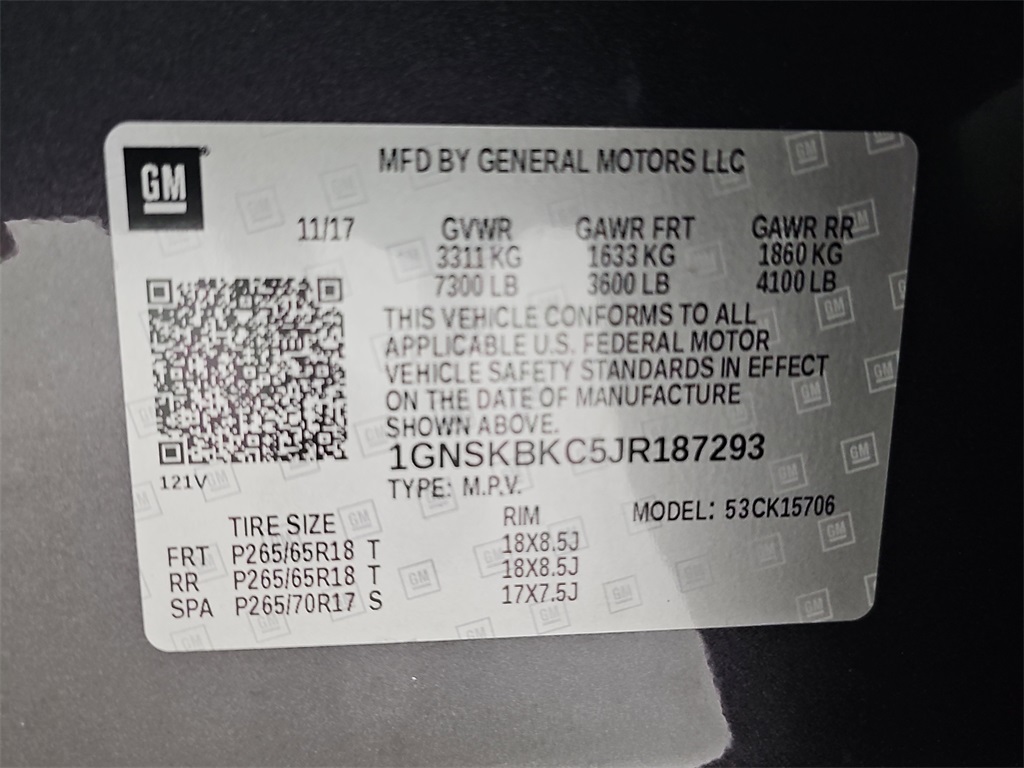 GM
MFD BY GENERAL MOTORS LLC
11/17 GVWR GAWR FRT GAWR RR
3311 KG 1633 KG 1860 KG
7300 LB 3600 LB 4100 LB
THIS VEHICLE CONFORMS TO ALL
APPLICABLE U.S. FEDERAL MOTOR
VEHICLE SAFETY STANDARDS IN EFFECT
ON THE DATE OF MANUFACTURE
SHOWN ABOVE.
1GNSKBKC5JR187293
121V
TYPE: M.P.V.
MODEL: 53CK15706
TIRE SIZE RIM
FRT P265/65R18 T 18X8.5J
RR P265/65R18 T 18X8.5J
SPA P265/70R17 S 17X7.5J